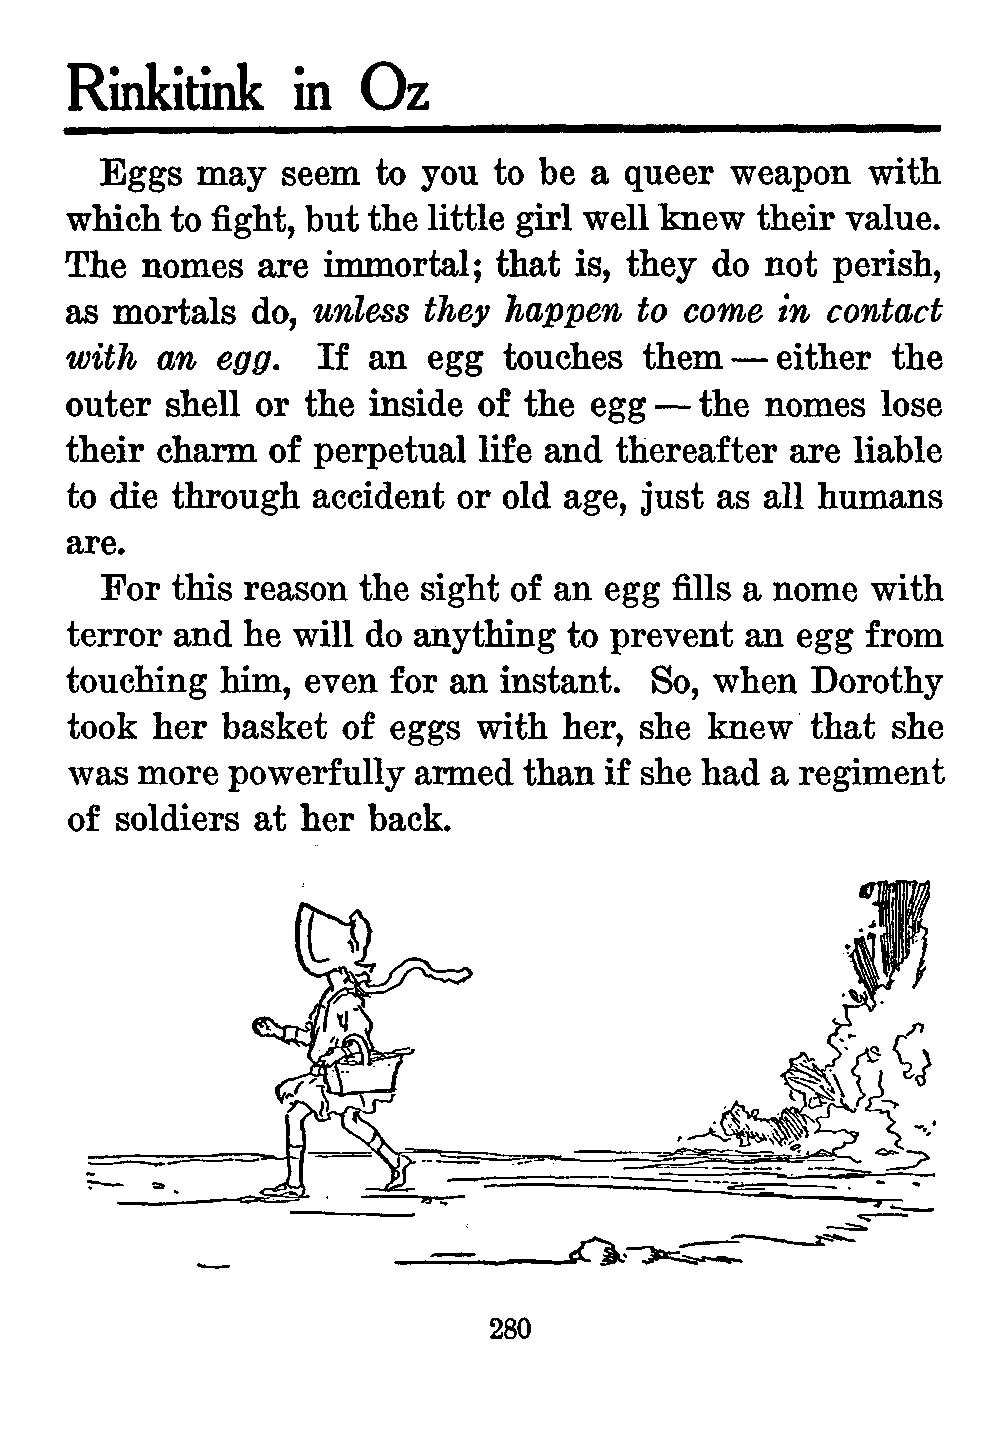 Rinkitink in Oz
Eggs may seem to you to be a queer weapon with
which to fight, but the little girl well knew their value.
The nomes are immortal; that is, they do not perish,
as mortals do, unless they happen to come in contact
with an egg. If an egg touches them — either the
outer shell or the inside of the egg — the nomes lose
their charm of perpetual life and thereafter are liable
to die through accident or old age, just as all humans
are.
For this reason the sight of an egg fills a nome with
terror and he will do anything to prevent an egg from
touching him, even for an instant. So, when Dorothy
took her basket of eggs with her, she knew that she
was more powerfully armed than if she had a regiment
of soldiers at her back.
280